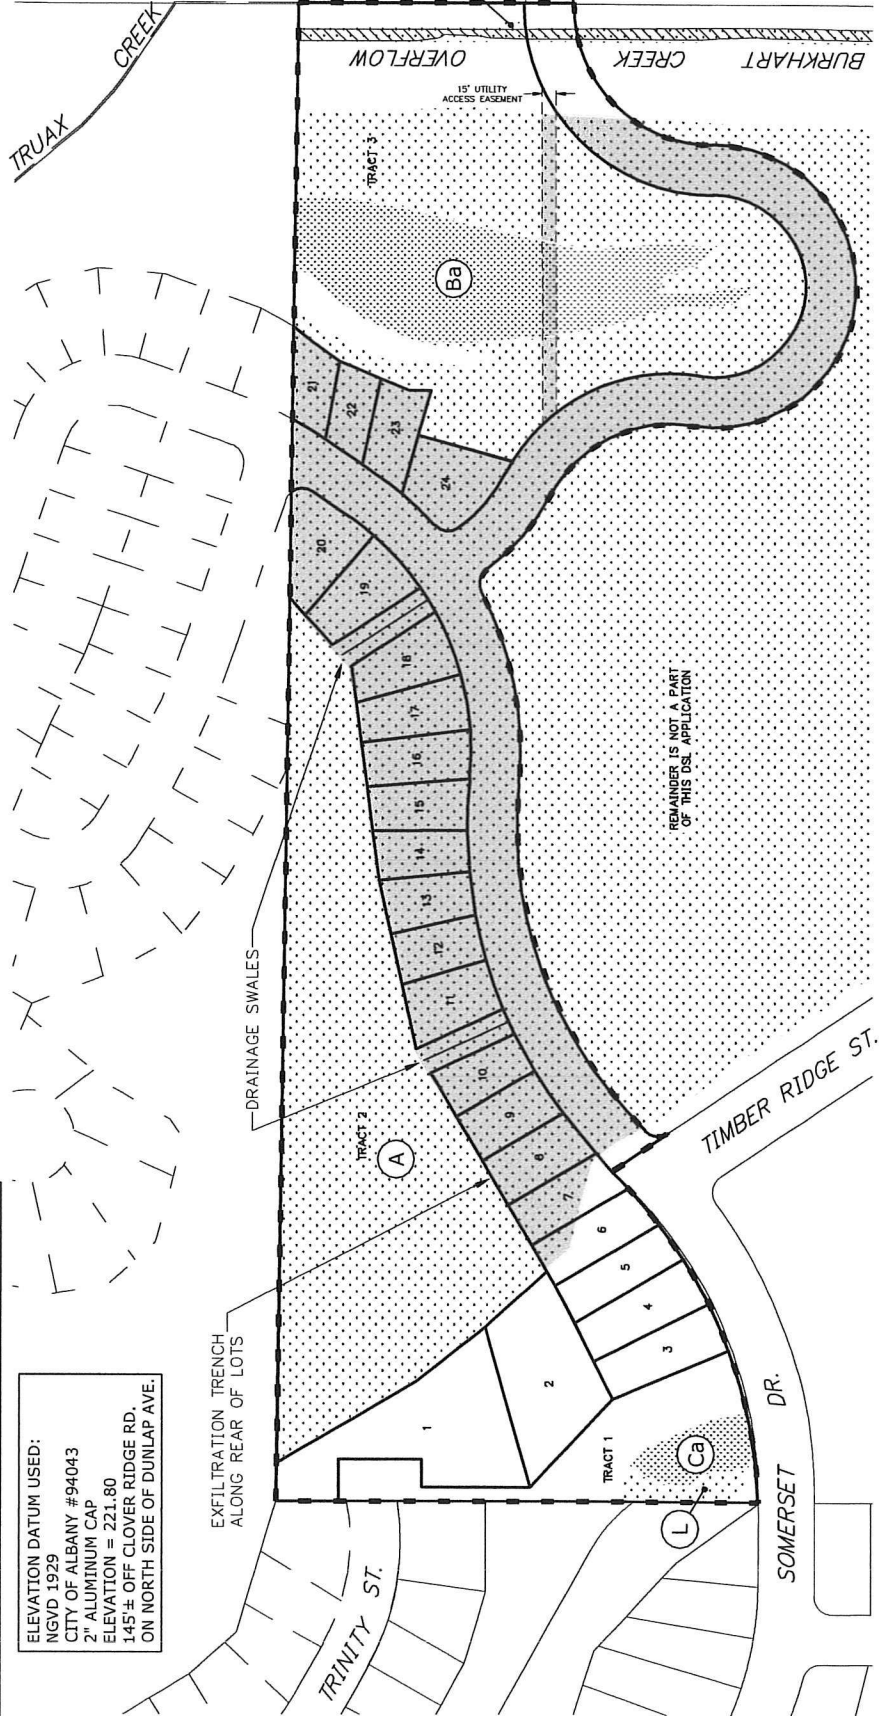 TRUAX
CREEK
OVERFLOW
CREEK
BURKHART
15' UTILITY
ACCESS EASEMENT
TRACT 3
Ba
21
22
23
24
20
19
18
17
16
15
14
13
12
11
10
9
8
7
6
5
4
3
2
1
DRAINAGE SWALES
TRACT 2
A
REMAINDER IS NOT A PART
OF THIS DSL APPLICATION
TIMBER RIDGE ST.
EXFILTRATION TRENCH
ALONG REAR OF LOTS
TRACT 1
Ca
L
SOMERSET
DR.
TRINITY ST.
ELEVATION DATUM USED:
NGVD 1929
CITY OF ALBANY #94043
2" ALUMINUM CAP
ELEVATION = 221.80
145'± OFF CLOVER RIDGE RD.
ON NORTH SIDE OF DUNLAP AVE.